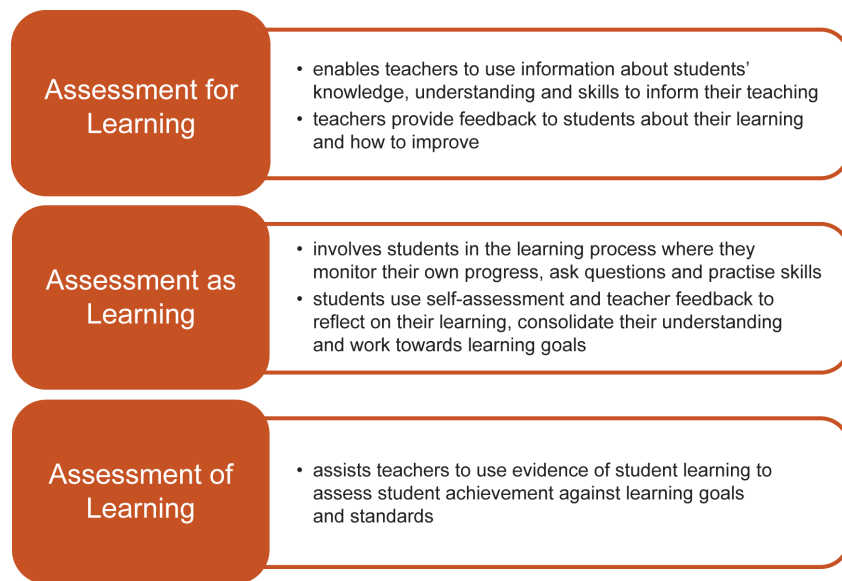 Assessment for
Learning
• enables teachers to use information about students’
knowledge, understanding and skills to inform their teaching
• teachers provide feedback to students about their learning
and how to improve
Assessment as
Learning
• involves students in the learning process where they
monitor their own progress, ask questions and practise skills
• students use self-assessment and teacher feedback to
reflect on their learning, consolidate their understanding
and work towards learning goals
Assessment of
Learning
• assists teachers to use evidence of student learning to
assess student achievement against learning goals
and standards